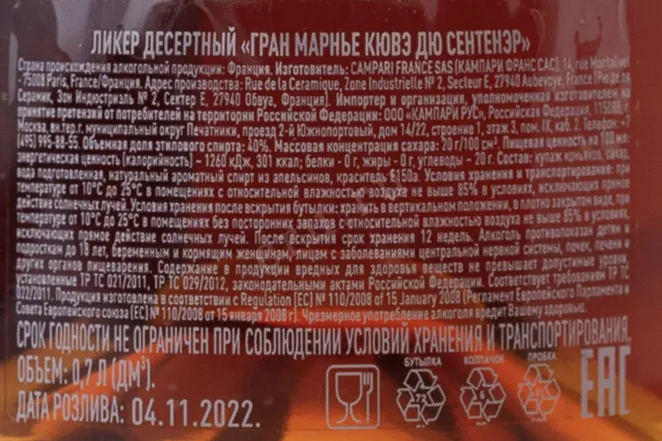 ЛИКЕР ДЕСЕРТНЫЙ «ГРАН МАРНЬЕ КЮВЭ ДЮ СЕНТЕНЭР»
Страна происхождения алкогольной продукции: Франция. Изготовитель: CAMPARI FRANCE SAS (КАМПАРИ ФРАНС САС), 14, rue Montalivet
-75008 Paris, France/Франция. Адрес производства: Rue de la Ceramique, Zone Industrielle № 2, Secteur E, 27940 Aubevoye, France (Рю де ла
Серамик, Зон Индустриэль № 2, Сектер Е, 27940 Обвуа, Франция). Импортер и организация, уполномоченная изготовителем на
принятие претензий от потребителей на территории Российской Федерации: ООО «КАМПАРИ РУС», Российская Федерация, 115088, г.
Москва, вн.тер.г. муниципальный округ Печатники, проезд 2-й Южнопортовый, дом 14/22, строение 1, этаж 3, пом. IX, каб. 2. Телефон: +7
(495) 995-88-55. Объемная доля этилового спирта: 40%. Массовая концентрация сахара: 20 г/100 см³. Пищевая ценность на 100 мл:
энергетическая ценность (калорийность) – 1260 кДж, 301 ккал; белки - 0 г, жиры - 0 г, углеводы - 20 г. Состав: купаж коньяков, сахар,
вода подготовленная, натуральный ароматный спирт из апельсинов, краситель E150a. Условия хранения и транспортирования: при
температуре от 10°С до 25°С в помещениях с относительной влажностью воздуха не выше 85% в условиях, исключающих прямое
действие солнечных лучей. Условия хранения после вскрытия бутылки: хранить в вертикальном положении, в плотно закрытом виде, при
температуре от 10°С до 25°С в помещениях без посторонних запахов с относительной влажностью воздуха не выше 85% в условиях,
исключающих прямое действие солнечных лучей. После вскрытия срок хранения 12 недель. Алкоголь противопоказан детям и
подросткам до 18 лет, беременным и кормящим женщинам, лицам с заболеваниями центральной нервной системы, почек, печени и
других органов пищеварения. Содержание в продукции вредных для здоровья веществ не превышает допустимые уровни,
установленные ТР ТС 021/2011, ТР ТС 029/2012, законодательными актами Российской Федерации. Соответствует требованиям ТР ТС
022/2011. Продукция изготовлена в соответствии с Regulation (EC) № 110/2008 of 15 January 2008 (Регламент Европейского Парламента и
Совета Европейского союза (ЕС) № 110/2008 от 15 января 2008 г.). Чрезмерное употребление алкоголя вредит Вашему здоровью.
СРОК ГОДНОСТИ НЕ ОГРАНИЧЕН ПРИ СОБЛЮДЕНИИ УСЛОВИЙ ХРАНЕНИЯ И ТРАНСПОРТИРОВАНИЯ.
ОБЪЕМ: 0,7 Л (ДМ³).
ДАТА РОЗЛИВА: 04.11.2022.
БУТЫЛКА
72
КОЛПАЧОК
ПРОБКА
ЕАС